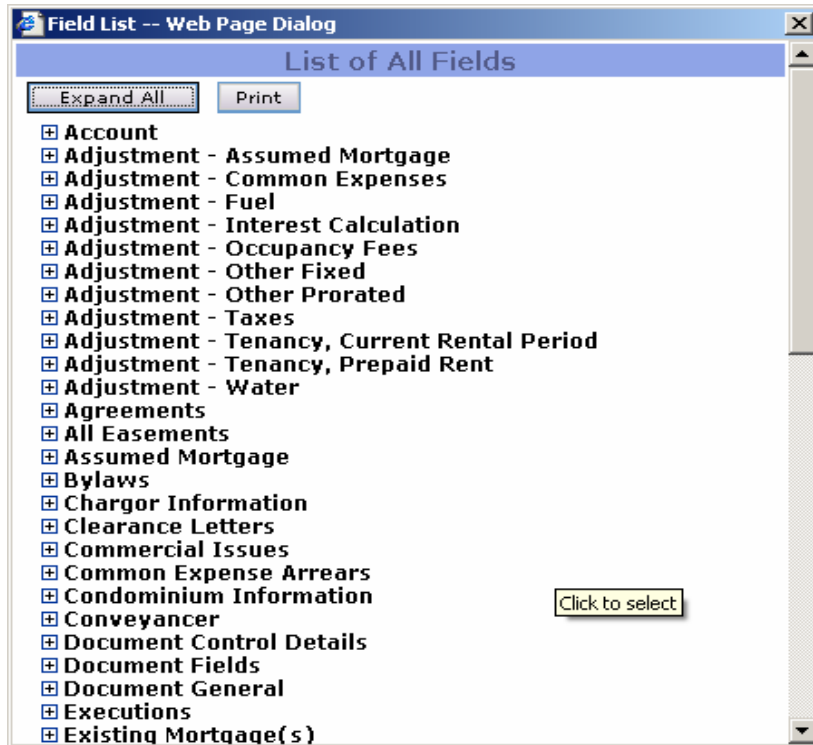 Field List -- Web Page Dialog
List of All Fields
Expand All Print
Account
Adjustment - Assumed Mortgage
Adjustment - Common Expenses
Adjustment - Fuel
Adjustment - Interest Calculation
Adjustment - Occupancy Fees
Adjustment - Other Fixed
Adjustment - Other Prorated
Adjustment - Taxes
Adjustment - Tenancy, Current Rental Period
Adjustment - Tenancy, Prepaid Rent
Adjustment - Water
Agreements
All Easements
Assumed Mortgage
Bylaws
Chargor Information
Clearance Letters
Commercial Issues
Common Expense Arrears
Condominium Information
Click to select
Conveyancer
Document Control Details
Document Fields
Document General
Executions
Existing Mortgage(s)